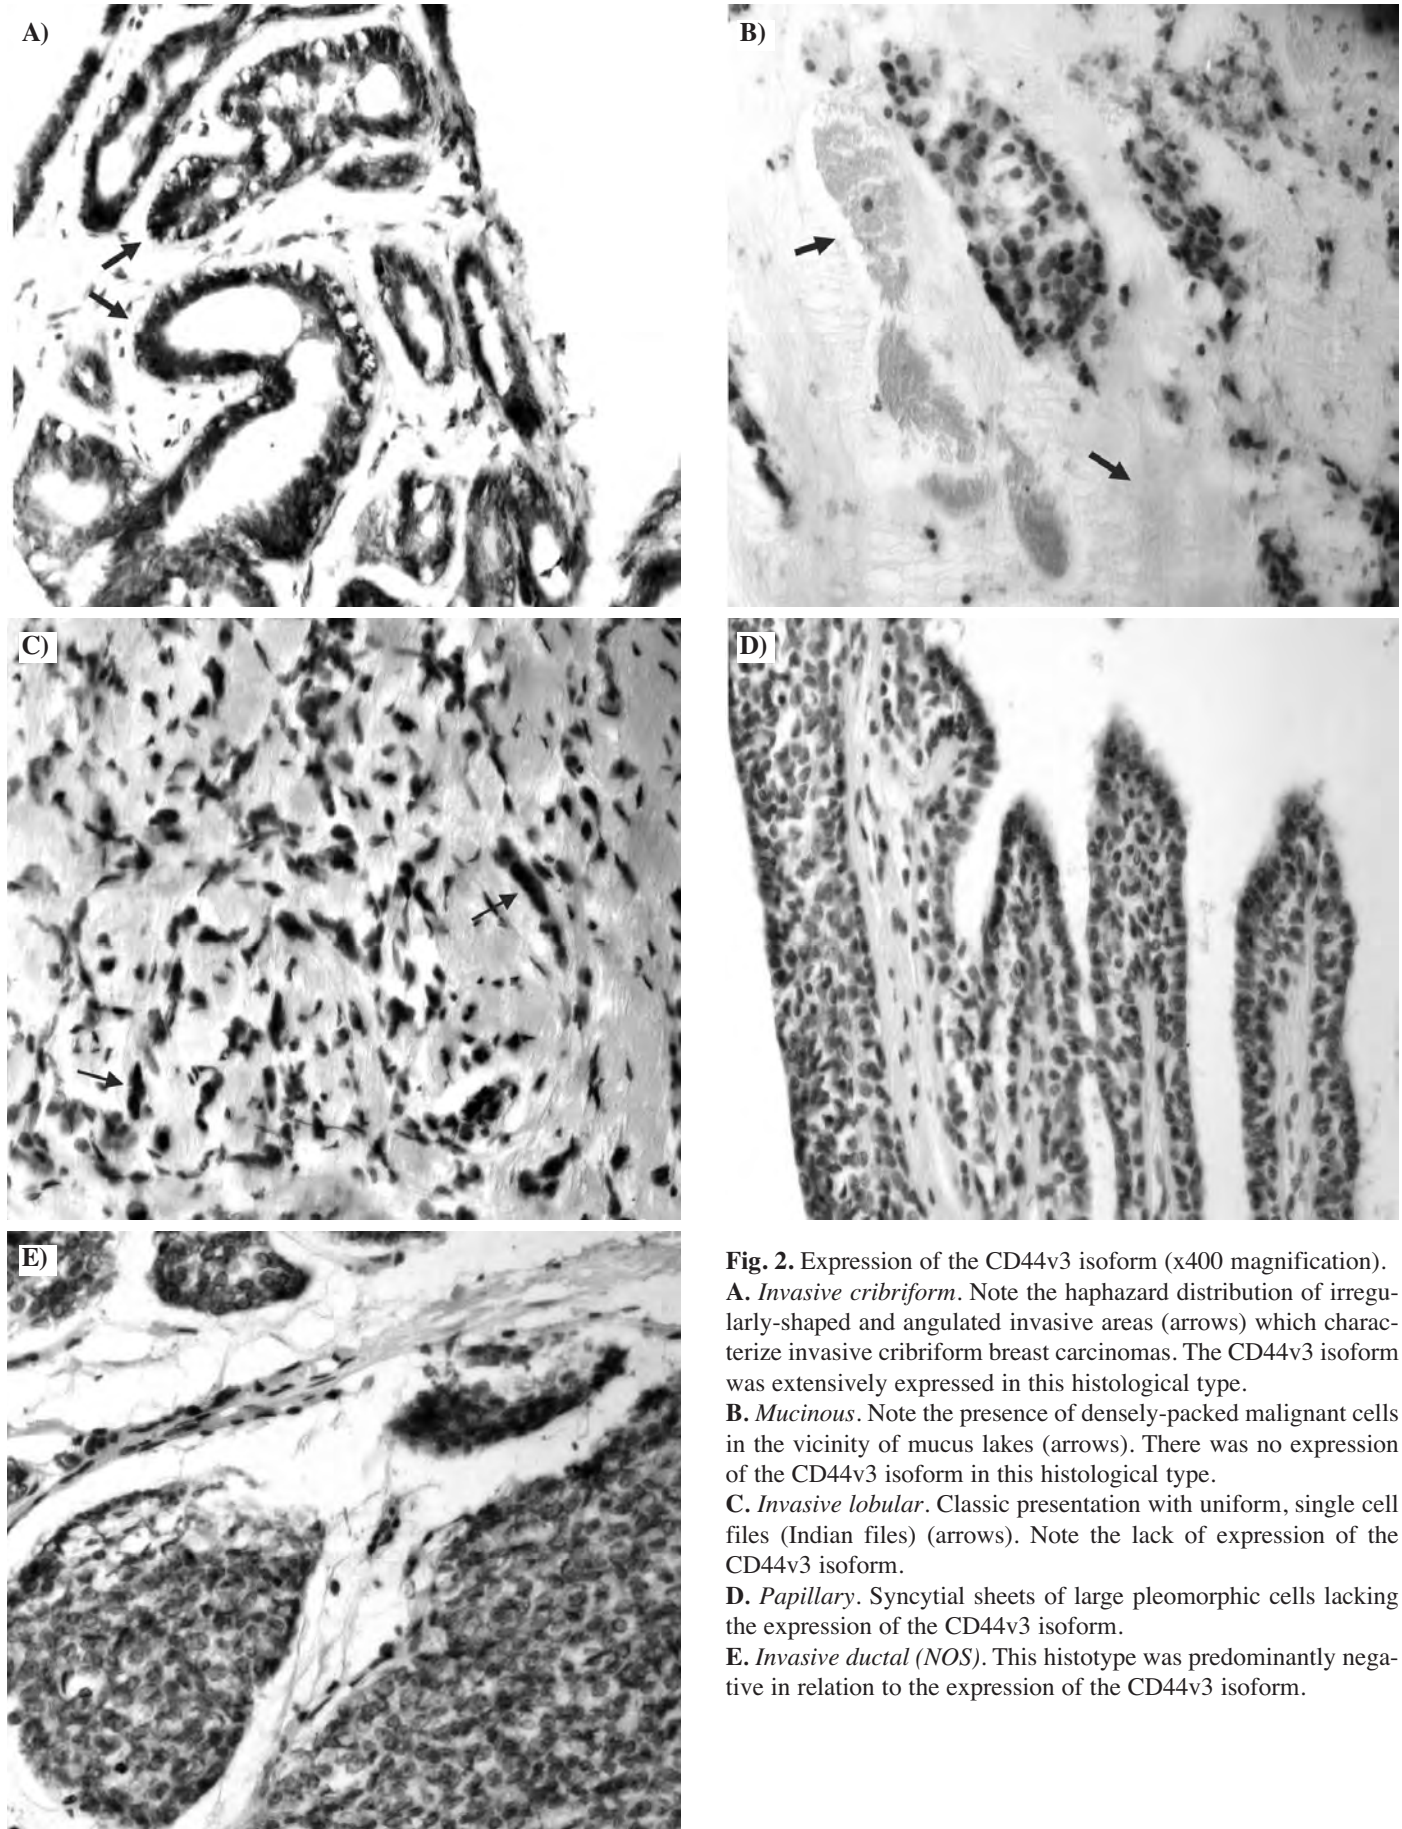 A)
B)
C)
D)
E)
Fig. 2. Expression of the CD44v3 isoform (x400 magnification).
A. Invasive cribriform. Note the haphazard distribution of irregu-
larly-shaped and angulated invasive areas (arrows) which charac-
terize invasive cribriform breast carcinomas. The CD44v3 isoform
was extensively expressed in this histological type.
B. Mucinous. Note the presence of densely-packed malignant cells
in the vicinity of mucus lakes (arrows). There was no expression
of the CD44v3 isoform in this histological type.
C. Invasive lobular. Classic presentation with uniform, single cell
files (Indian files) (arrows). Note the lack of expression of the
CD44v3 isoform.
D. Papillary. Syncytial sheets of large pleomorphic cells lacking
the expression of the CD44v3 isoform.
E. Invasive ductal (NOS). This histotype was predominantly nega-
tive in relation to the expression of the CD44v3 isoform.